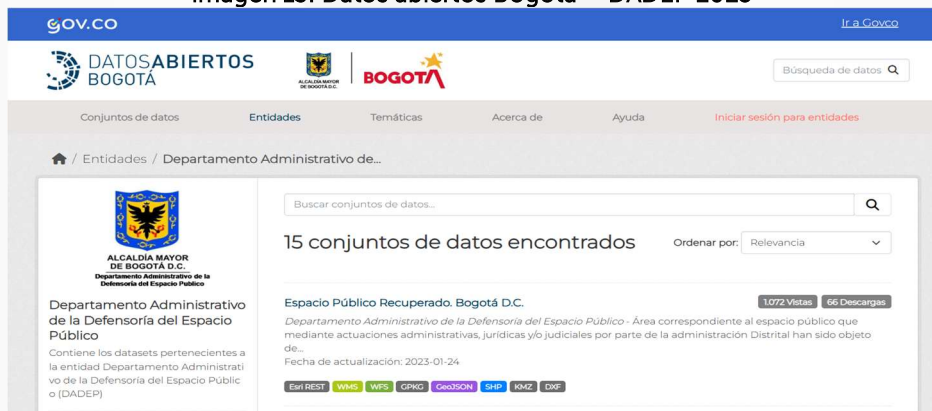 gov.co
Ir a Govco
DATOSABIERTOS
BOGOTÁ
ALCALDÍA MAYOR
DE BOGOTÁ D.C.
BOGOTÁ
Búsqueda de datos
Conjuntos de datos Entidades Temáticas Acerca de Ayuda Iniciar sesión para entidades
/ Entidades / Departamento Administrativo de...
ALCALDÍA MAYOR
DE BOGOTÁ D.C.
Departamento Administrativo de la
Defensoría del Espacio Publico
Departamento Administrativo
de la Defensoría del Espacio
Público
Contiene los datasets pertenecientes a
la entidad Departamento Administrati
vo de la Defensoría del Espacio Públic
o (DADEP)
Buscar conjuntos de datos...
15 conjuntos de datos encontrados
Ordenar por: Relevancia
Espacio Público Recuperado. Bogotá D.C.
1.072 Vistas 66 Descargas
Departamento Administrativo de la Defensoría del Espacio Público - Área correspondiente al espacio público que
mediante actuaciones administrativas, jurídicas y/o judiciales por parte de la administración Distrital han sido objeto
de...
Fecha de actualización: 2023-01-24
Esri REST WMS WFS GPKG GeoJSON SHP KMZ DXF